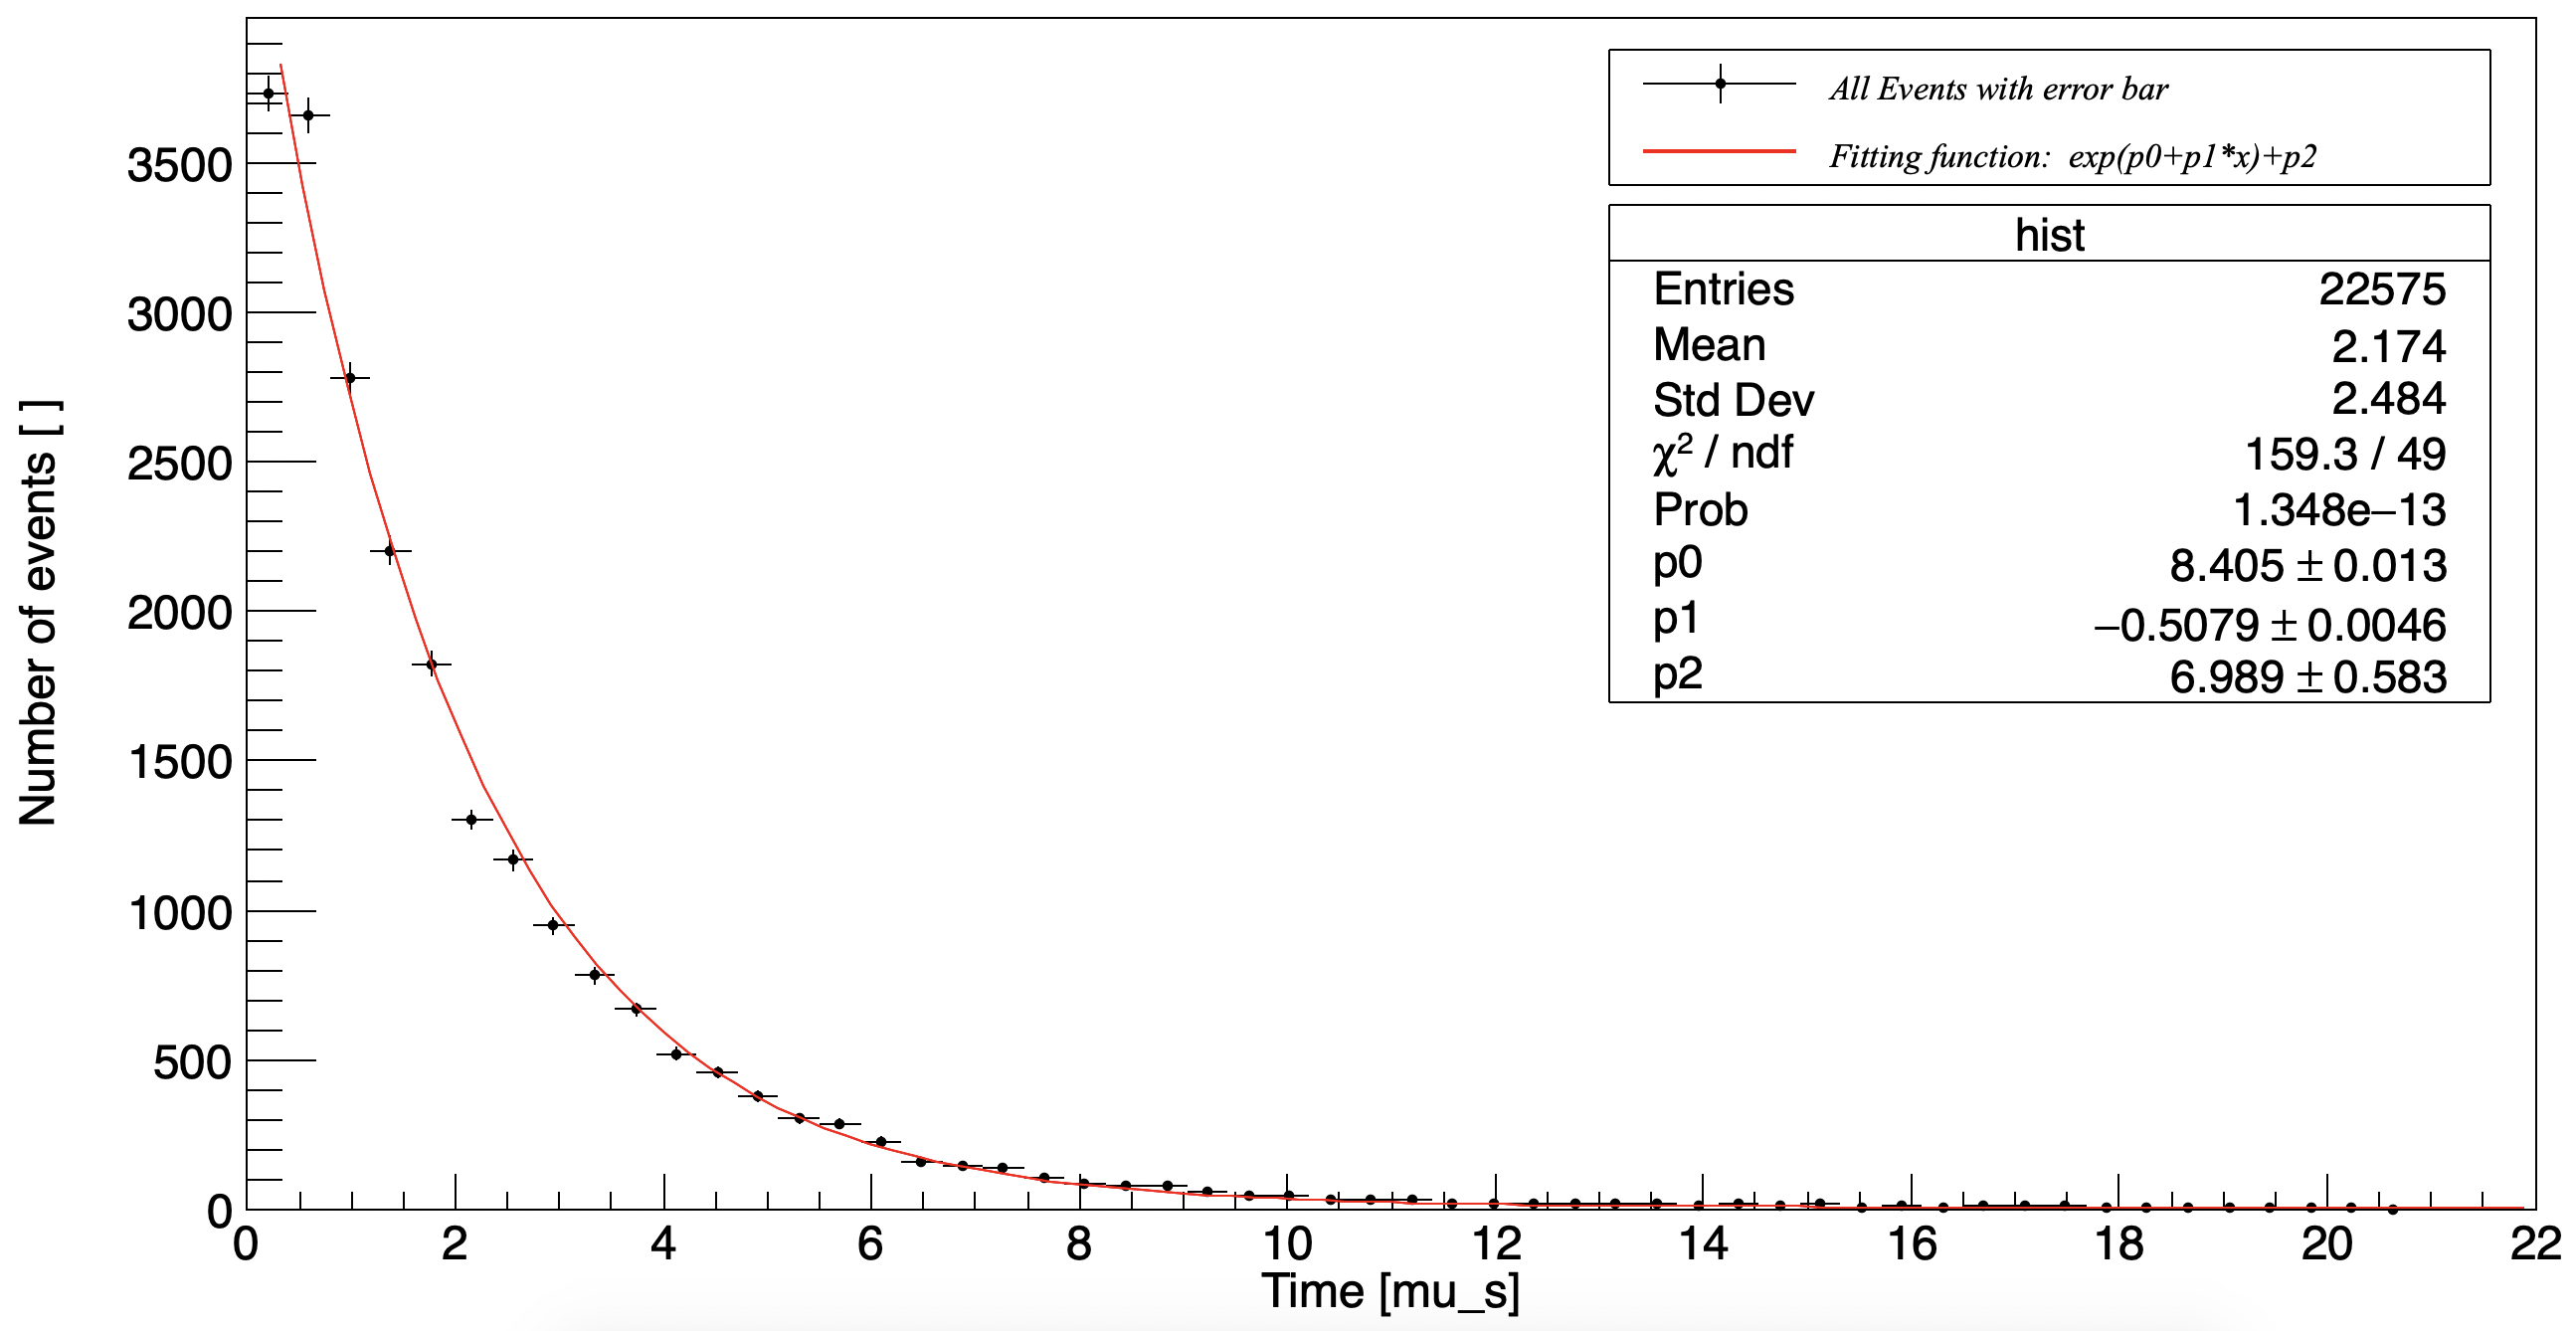 All Events with error bar
Fitting function: exp(p0+p1*x)+p2
hist
Entries 22575
Mean 2.174
Std Dev 2.484
χ² / ndf 159.3 / 49
Prob 1.348e−13
p0 8.405 ± 0.013
p1 −0.5079 ± 0.0046
p2 6.989 ± 0.583
Number of events [ ]
3500
3000
2500
2000
1500
1000
500
0
0 2 4 6 8 10 12 14 16 18 20 22
Time [mu_s]